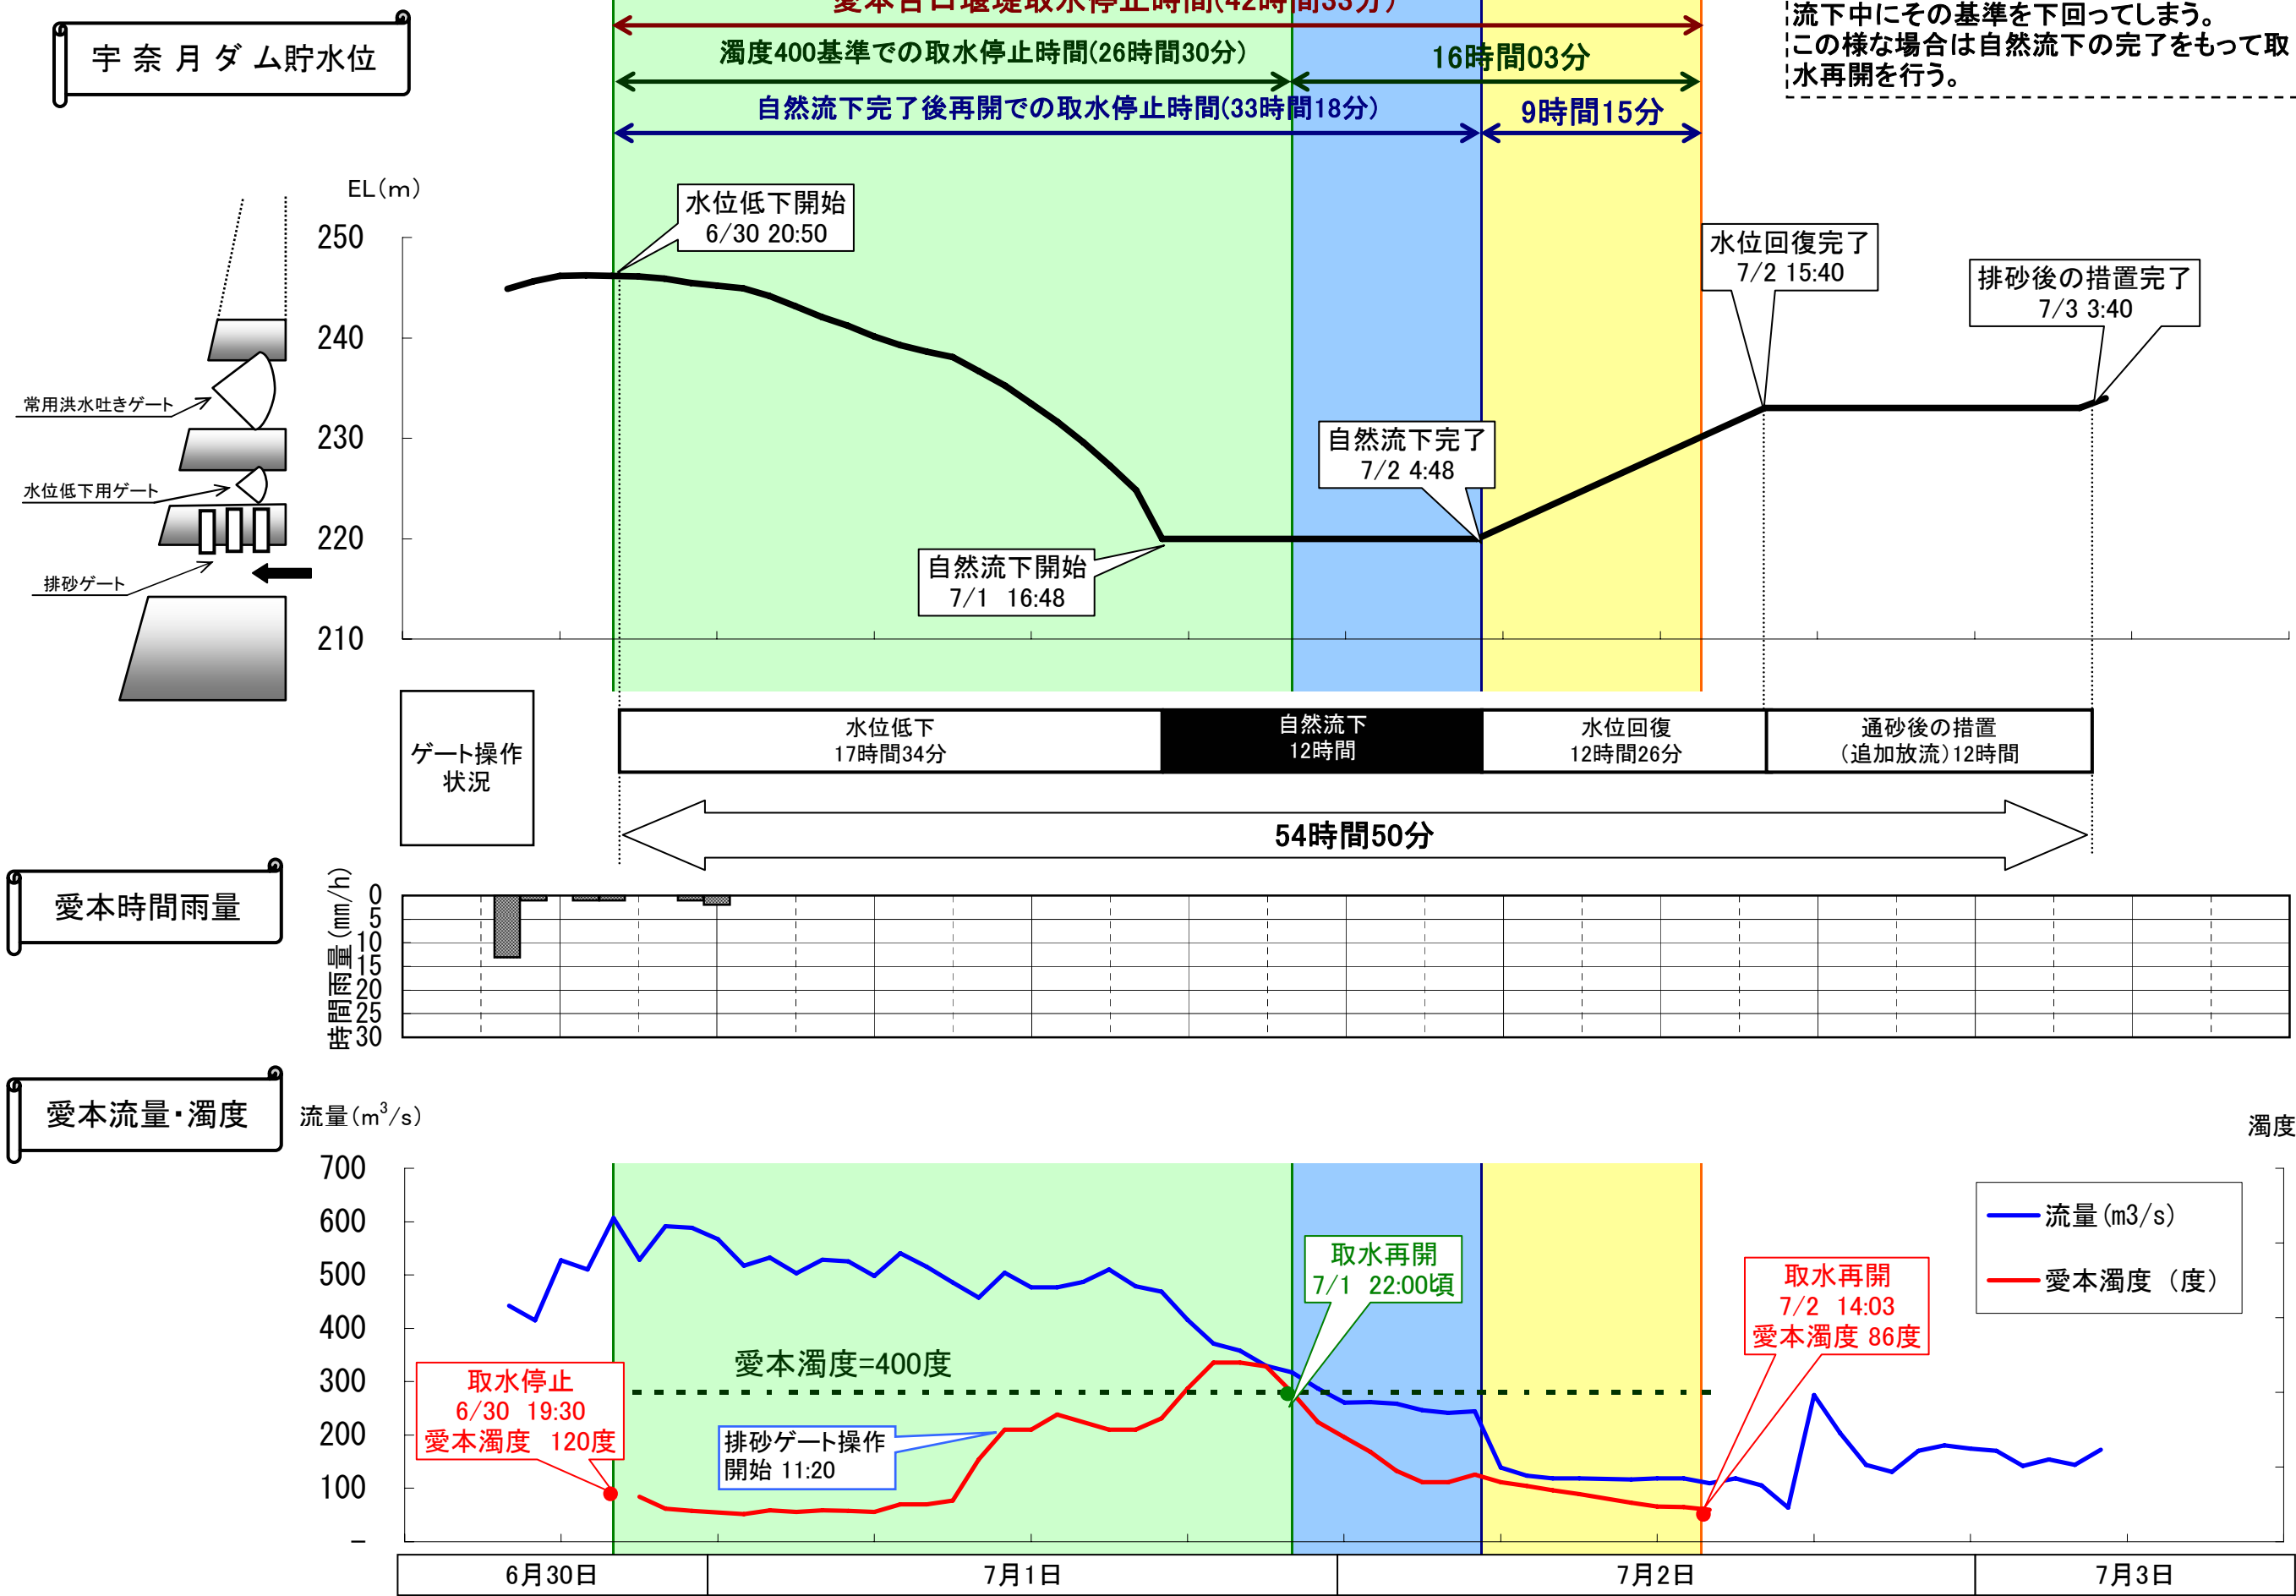 愛本合口堰堤取水停止時間(42時間33分)
流下中にその基準を下回ってしまう。
この様な場合は自然流下の完了をもって取
水再開を行う。
宇奈月ダム貯水位
濁度400基準での取水停止時間(26時間30分)
16時間03分
自然流下完了後再開での取水停止時間(33時間18分)
9時間15分
EL(m)
250
240
230
220
210
水位低下開始
6/30 20:50
水位回復完了
7/2 15:40
排砂後の措置完了
7/3 3:40
常用洪水吐きゲート
水位低下用ゲート
排砂ゲート
自然流下完了
7/2 4:48
自然流下開始
7/1 16:48
ゲート操作
状況
水位低下
17時間34分
自然流下
12時間
水位回復
12時間26分
通砂後の措置
(追加放流)12時間
54時間50分
愛本時間雨量
時間雨量(mm/h)
0
5
10
15
20
25
30
愛本流量・濁度
流量(m3/s)
濁度
700
600
500
400
300
200
100
-
流量(m3/s)
愛本濁度(度)
取水再開
7/1 22:00頃
取水再開
7/2 14:03
愛本濁度 86度
愛本濁度=400度
取水停止
6/30 19:30
愛本濁度 120度
排砂ゲート操作
開始 11:20
6月30日
7月1日
7月2日
7月3日